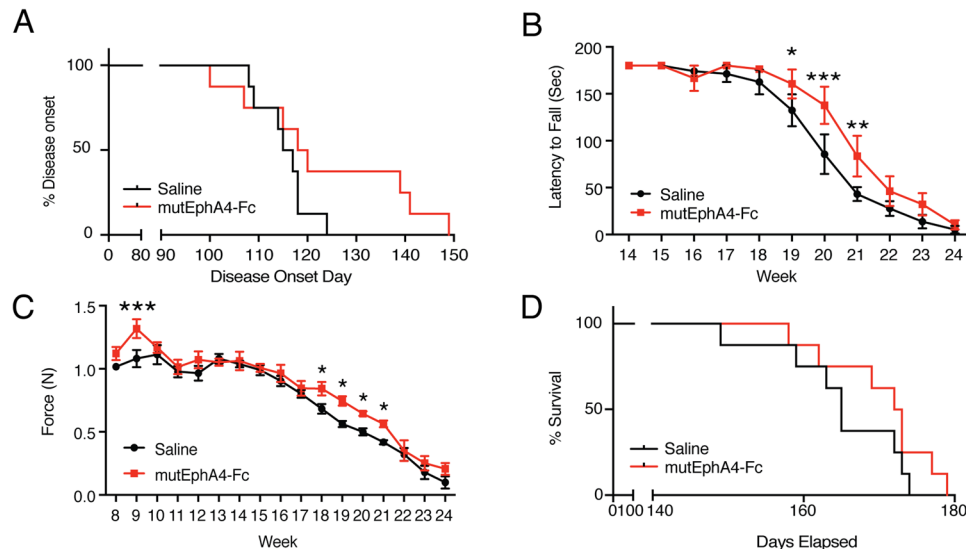 A
% Disease onset
100
50
0
Saline
mutEphA4-Fc
0 80 90 100 110 120 130 140 150
Disease Onset Day
B
Latency to Fall (Sec)
200
150
100
50
0
* *** **
Saline
mutEphA4-Fc
14 15 16 17 18 19 20 21 22 23 24
Week
C
Force (N)
1.5
1.0
0.5
0.0
*** * * * *
Saline
mutEphA4-Fc
8 9 10 11 12 13 14 15 16 17 18 19 20 21 22 23 24
Week
D
% Survival
100
50
0
Saline
mutEphA4-Fc
0100 140 160 180
Days Elapsed